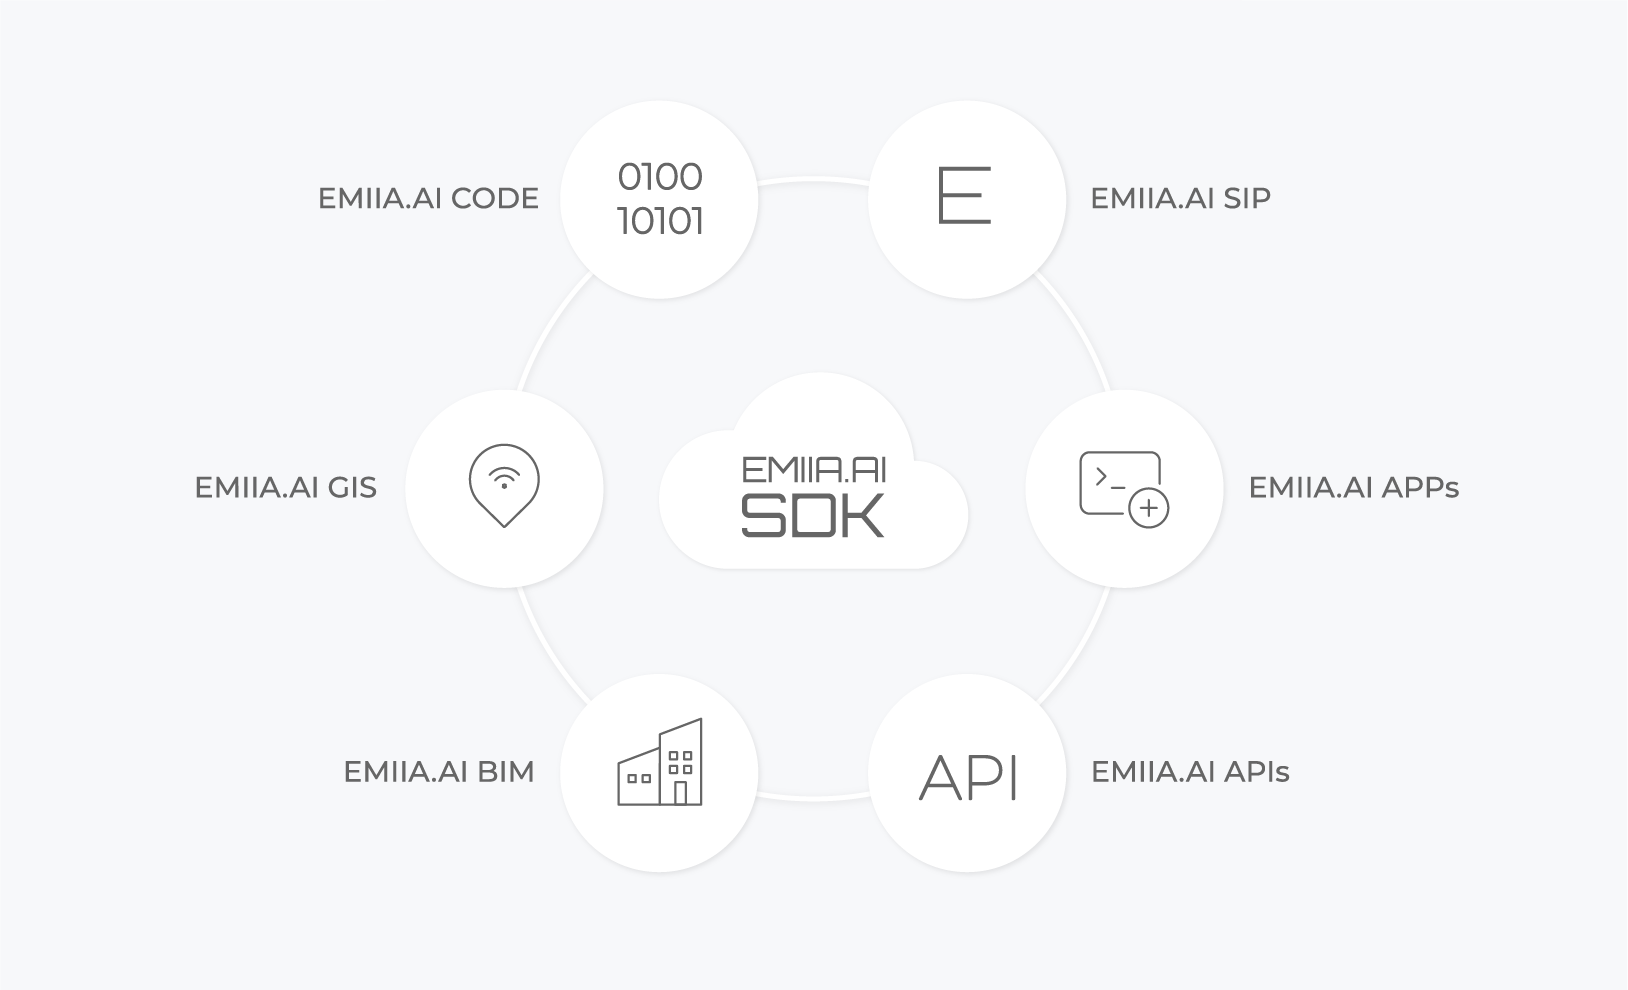 EMIIA.AI CODE
0100
10101
E
EMIIA.AI SIP
EMIIA.AI GIS
EMIIA.AI
SDK
>_
EMIIA.AI APPs
EMIIA.AI BIM
API
EMIIA.AI APIs